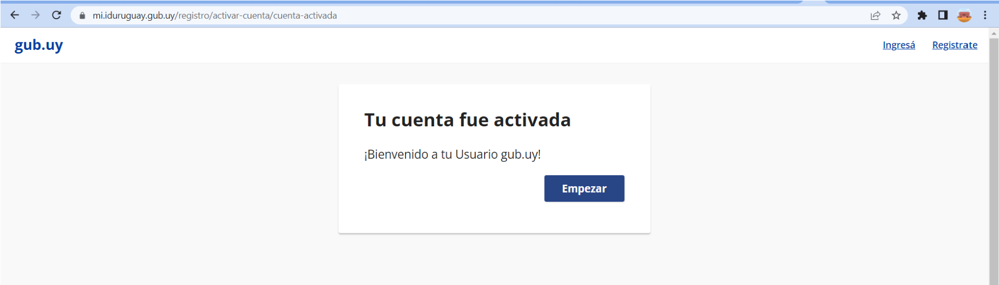 mi.iduruguay.gub.uy/registro/activar-cuenta/cuenta-activada
gub.uy
Ingresá
Registrate
Tu cuenta fue activada
¡Bienvenido a tu Usuario gub.uy!
Empezar